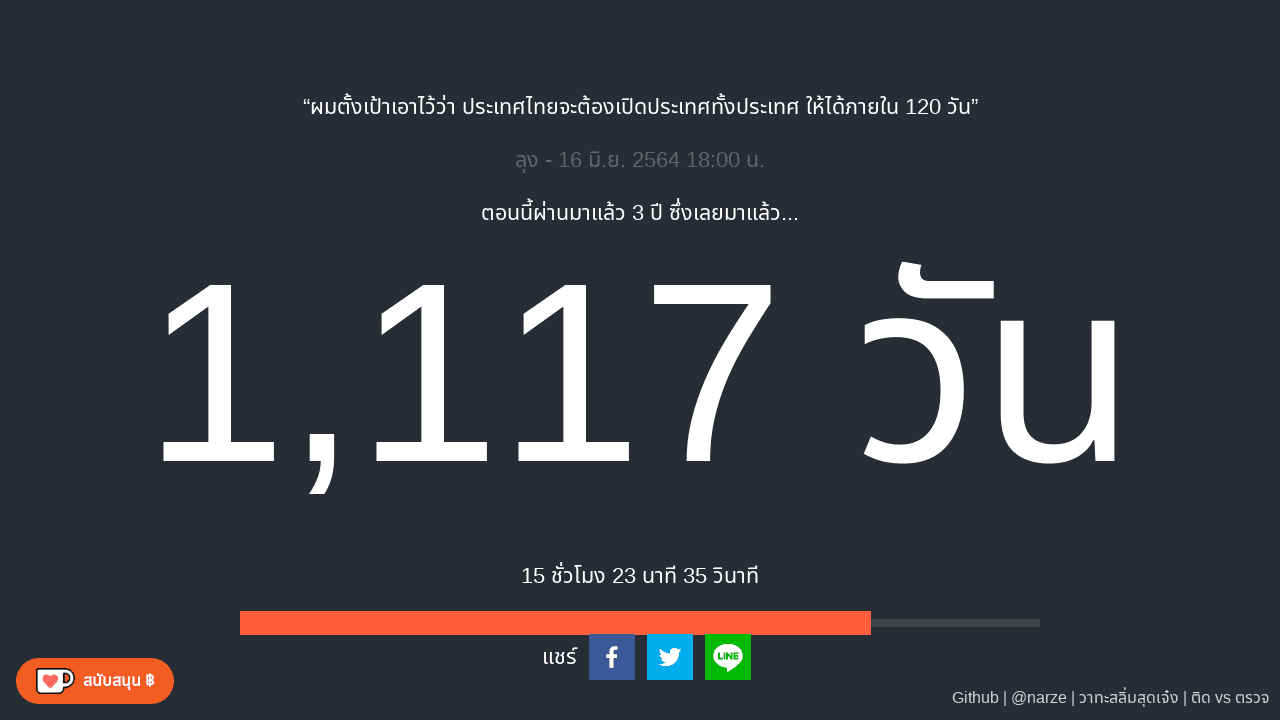 “ผมตั้งเป้าเอาไว้ว่า ประเทศไทยจะต้องเปิดประเทศทั้งประเทศ ให้ได้ภายใน 120 วัน”
ลุง - 16 มิ.ย. 2564 18:00 น.
ตอนนี้ผ่านมาแล้ว 3 ปี ซึ่งเลยมาแล้ว...
1,117 วัน
15 ชั่วโมง 23 นาที 35 วินาที
แชร์
LINE
สนับสนุน ฿
Github | @narze | วาทะสลิ่มสุดเจ๋ง | ติด vs ตรวจ